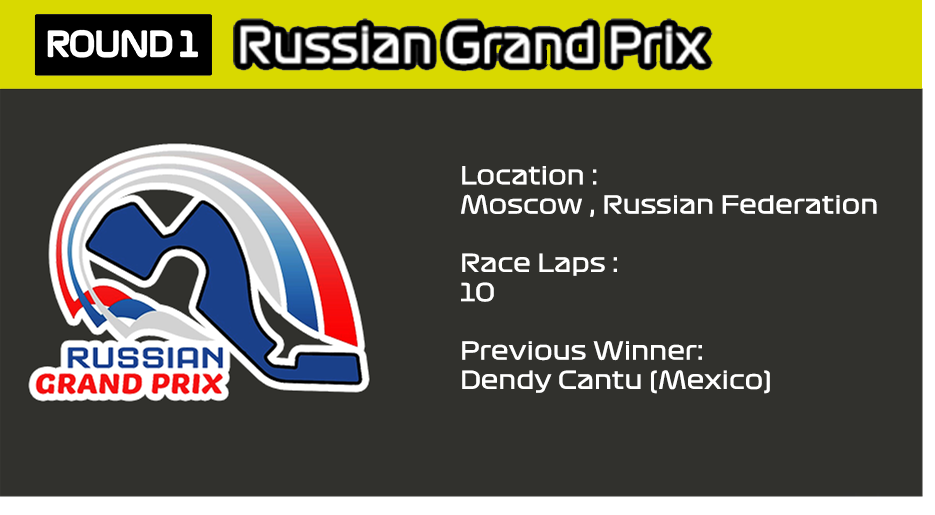 ROUND 1 Russian Grand Prix
RUSSIAN
GRAND PRIX
Location :
Moscow , Russian Federation
Race Laps :
10
Previous Winner:
Dendy Cantu (Mexico)